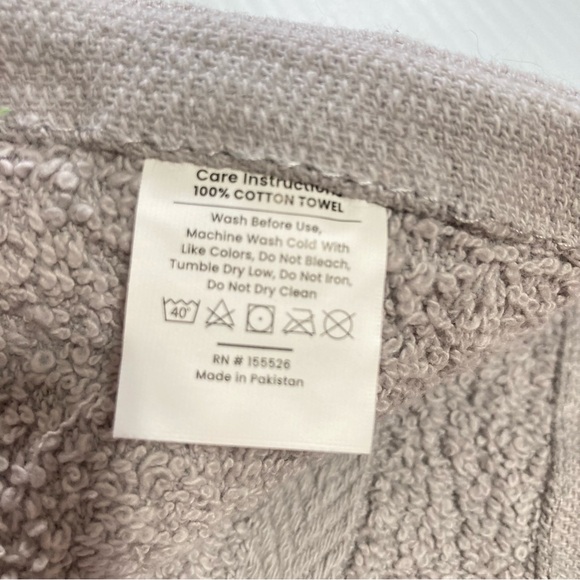 Care Instructions
100% COTTON TOWEL
Wash Before Use,
Machine Wash Cold With
Like Colors, Do Not Bleach,
Tumble Dry Low, Do Not Iron,
Do Not Dry Clean
40°
RN # 155526
Made in Pakistan